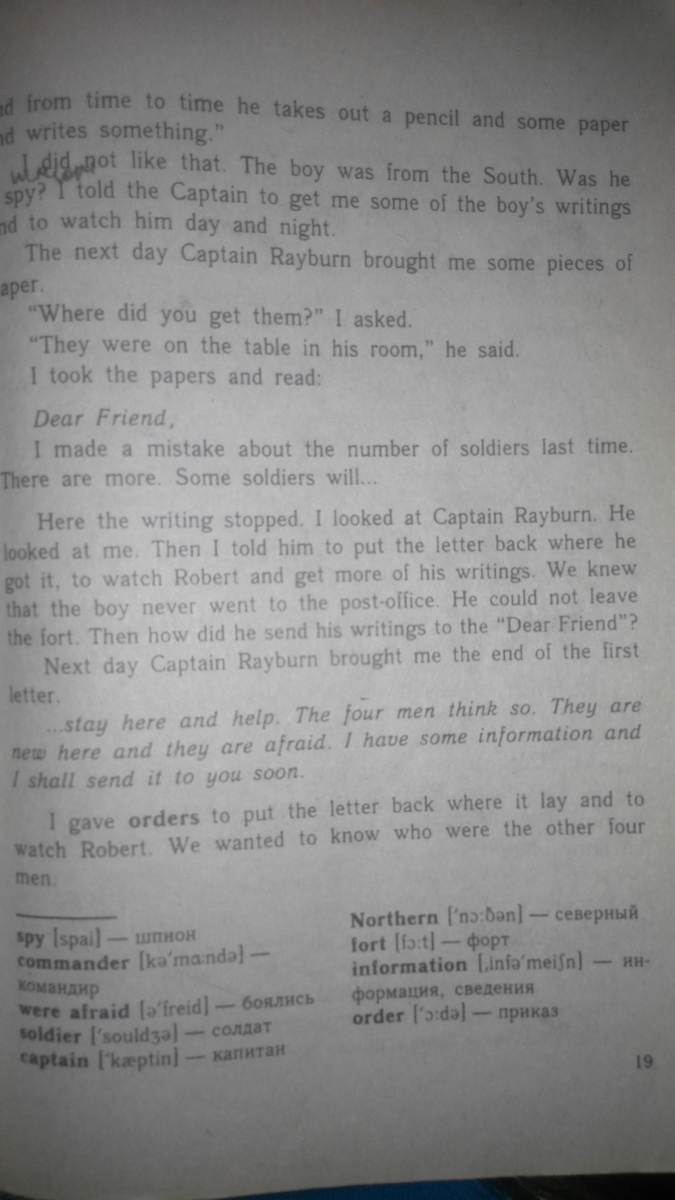 nd from time to time he takes out a pencil and some paper
nd writes something."
I did not like that. The boy was from the South. Was he
spy? I told the Captain to get me some of the boy's writings
nd to watch him day and night.
The next day Captain Rayburn brought me some pieces of
aper.
"Where did you get them?" I asked.
"They were on the table in his room," he said.
I took the papers and read:
Dear Friend,
I made a mistake about the number of soldiers last time.
There are more. Some soldiers will...
Here the writing stopped. I looked at Captain Rayburn. He
looked at me. Then I told him to put the letter back where he
got it, to watch Robert and get more of his writings. We knew
that the boy never went to the post-office. He could not leave
the fort. Then how did he send his writings to the "Dear Friend"?
Next day Captain Rayburn brought me the end of the first
letter.
...stay here and help. The four men think so. They are
new here and they are afraid. I have some information and
I shall send it to you soon.
I gave orders to put the letter back where it lay and to
watch Robert. We wanted to know who were the other four
men.
spy [spai] — шпион
commander [kə'mɑ:ndə] —
командир
were afraid [ə'freid] — боялись
soldier ['souldʒə] — солдат
captain ['kæptin] — капитан
Northern ['nɔ:ðən] — северный
fort [fɔ:t] — форт
information [,infə'meiʃn] — ин-
формация, сведения
order ['ɔ:də] — приказ
19